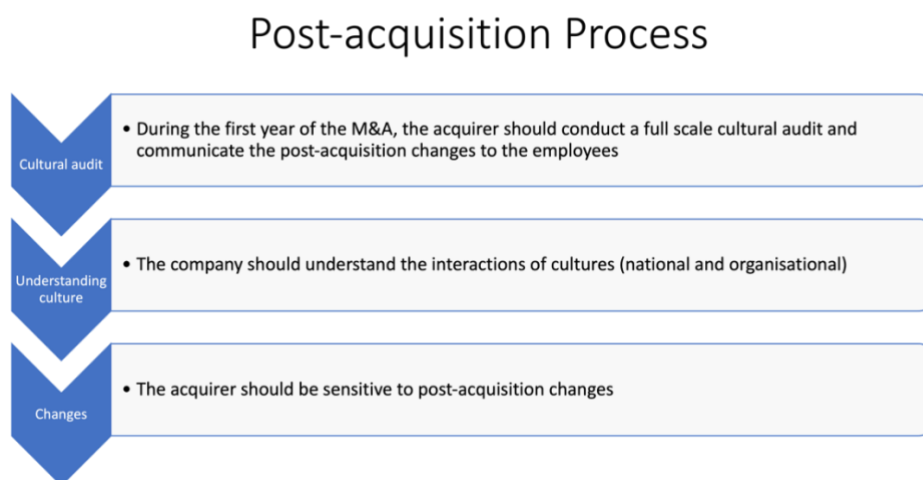 Post-acquisition Process
Cultural audit
• During the first year of the M&A, the acquirer should conduct a full scale cultural audit and
communicate the post-acquisition changes to the employees
Understanding
culture
• The company should understand the interactions of cultures (national and organisational)
Changes
• The acquirer should be sensitive to post-acquisition changes